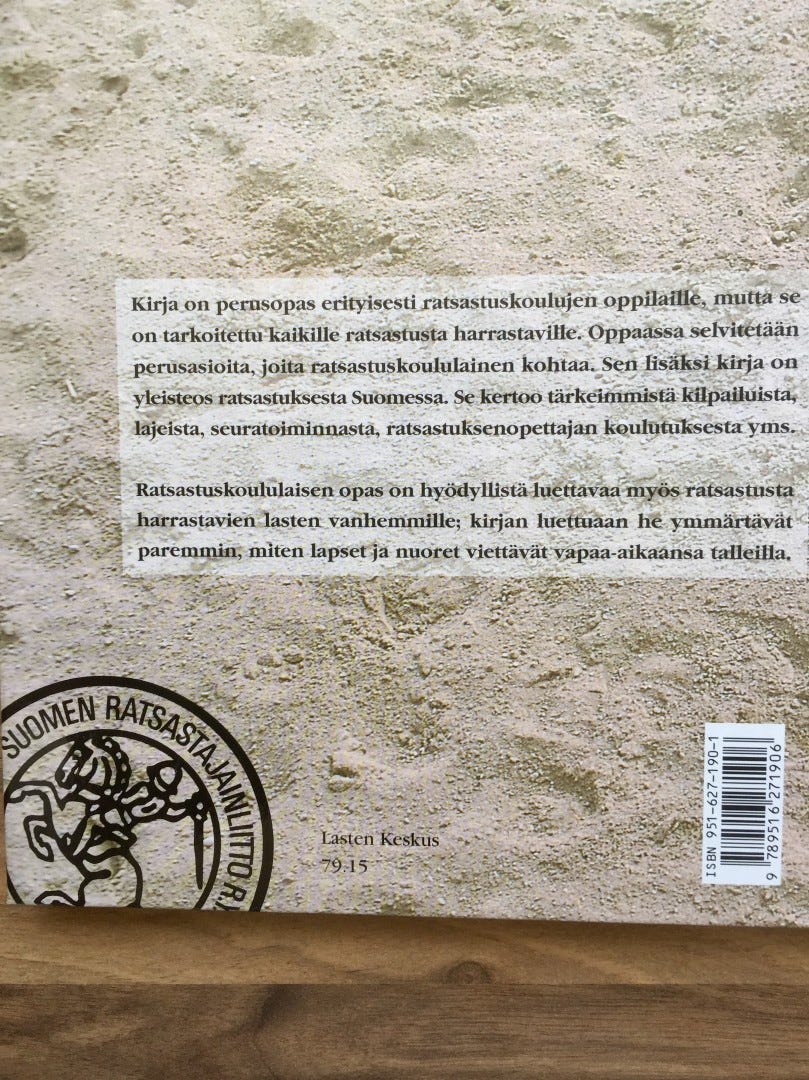 Kirja on perusopas erityisesti ratsastuskoulujen oppilaille, mutta se
on tarkoitettu kaikille ratsastusta harrastaville. Oppaassa selvitetään
perusasioita, joita ratsastuskoululainen kohtaa. Sen lisäksi kirja on
yleisteos ratsastuksesta Suomessa. Se kertoo tärkeimmistä kilpailuista,
lajeista, seuratoiminnasta, ratsastuksenopettajan koulutuksesta yms.
Ratsastuskoululaisen opas on hyödyllistä luettavaa myös ratsastusta
harrastavien lasten vanhemmille; kirjan luettuaan he ymmärtävät
paremmin, miten lapset ja nuoret viettävät vapaa-aikaansa talleilla.
SUOMEN RATSASTAJAINLIITTO R.
Lasten Keskus
79.15
ISBN 951-627-190-1
9 789516 271906